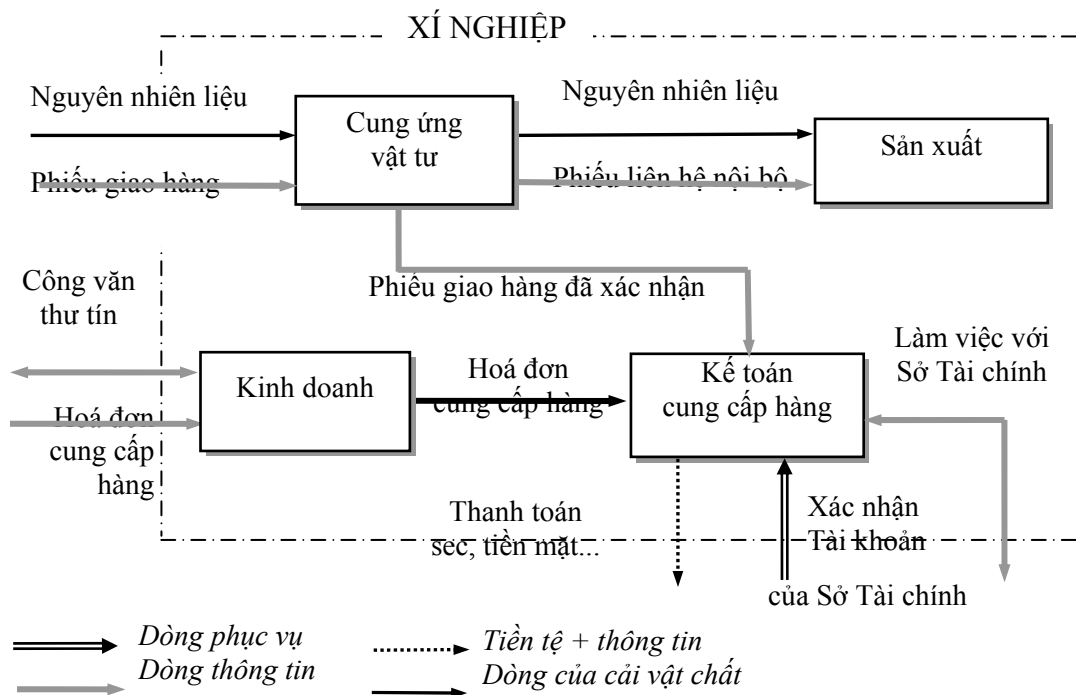 XÍ NGHIỆP
Nguyên nhiên liệu
Nguyên nhiên liệu
Cung ứng
vật tư
Sản xuất
Phiếu giao hàng
Phiếu liên hệ nội bộ
Công văn
thư tín
Phiếu giao hàng đã xác nhận
Làm việc với
Sở Tài chính
Kinh doanh
Hoá đơn
cung cấp hàng
Kế toán
cung cấp hàng
Hoá đơn
cung cấp
hàng
Thanh toán
sec, tiền mặt...
Xác nhận
Tài khoản
của Sở Tài chính
Dòng phục vụ
Tiền tệ + thông tin
Dòng thông tin
Dòng của cải vật chất